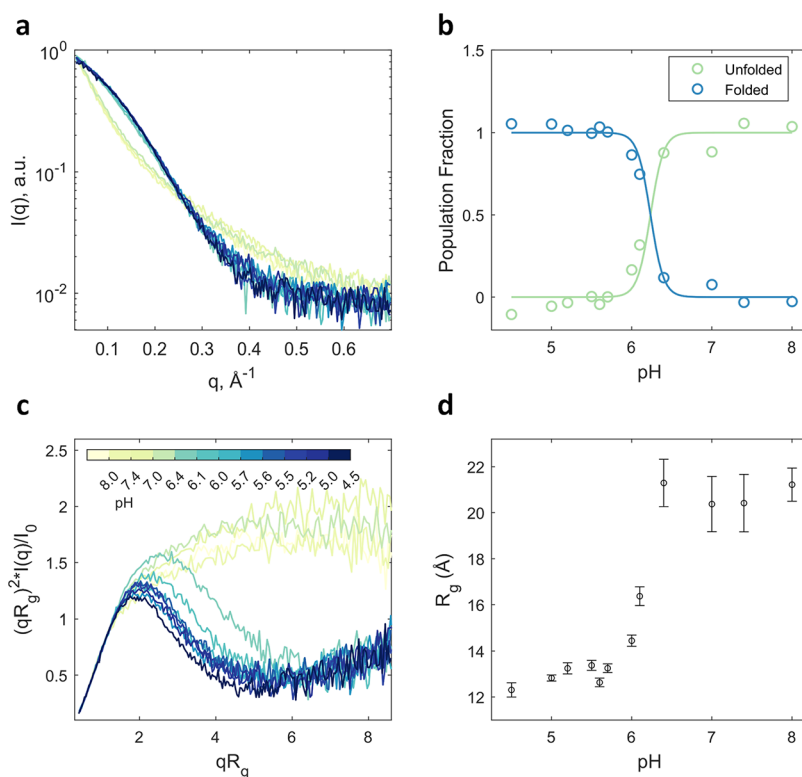 a
10⁰
10⁻¹
10⁻²
I(q), a.u.
0.1 0.2 0.3 0.4 0.5 0.6
q, Å⁻¹
b
1.5
1
0.5
0
Population Fraction
Unfolded
Folded
5 6 7 8
pH
c
2.5
2
1.5
1
0.5
(qR_g)²*I(q)/I₀
8.0 7.4 7.0 6.4 6.1 6.0 5.7 5.6 5.5 5.2 5.0 4.5
pH
2 4 6 8
qR_g
d
22
20
18
16
14
12
R_g (Å)
5 6 7 8
pH